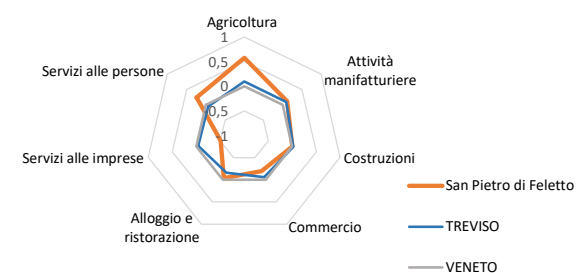 Agricoltura
1
0,5
0
0,5
-1
Attività
manifatturiere
Costruzioni
Commercio
Alloggio e
ristorazione
Servizi alle imprese
Servizi alle persone
San Pietro di Feletto
TREVISO
VENETO